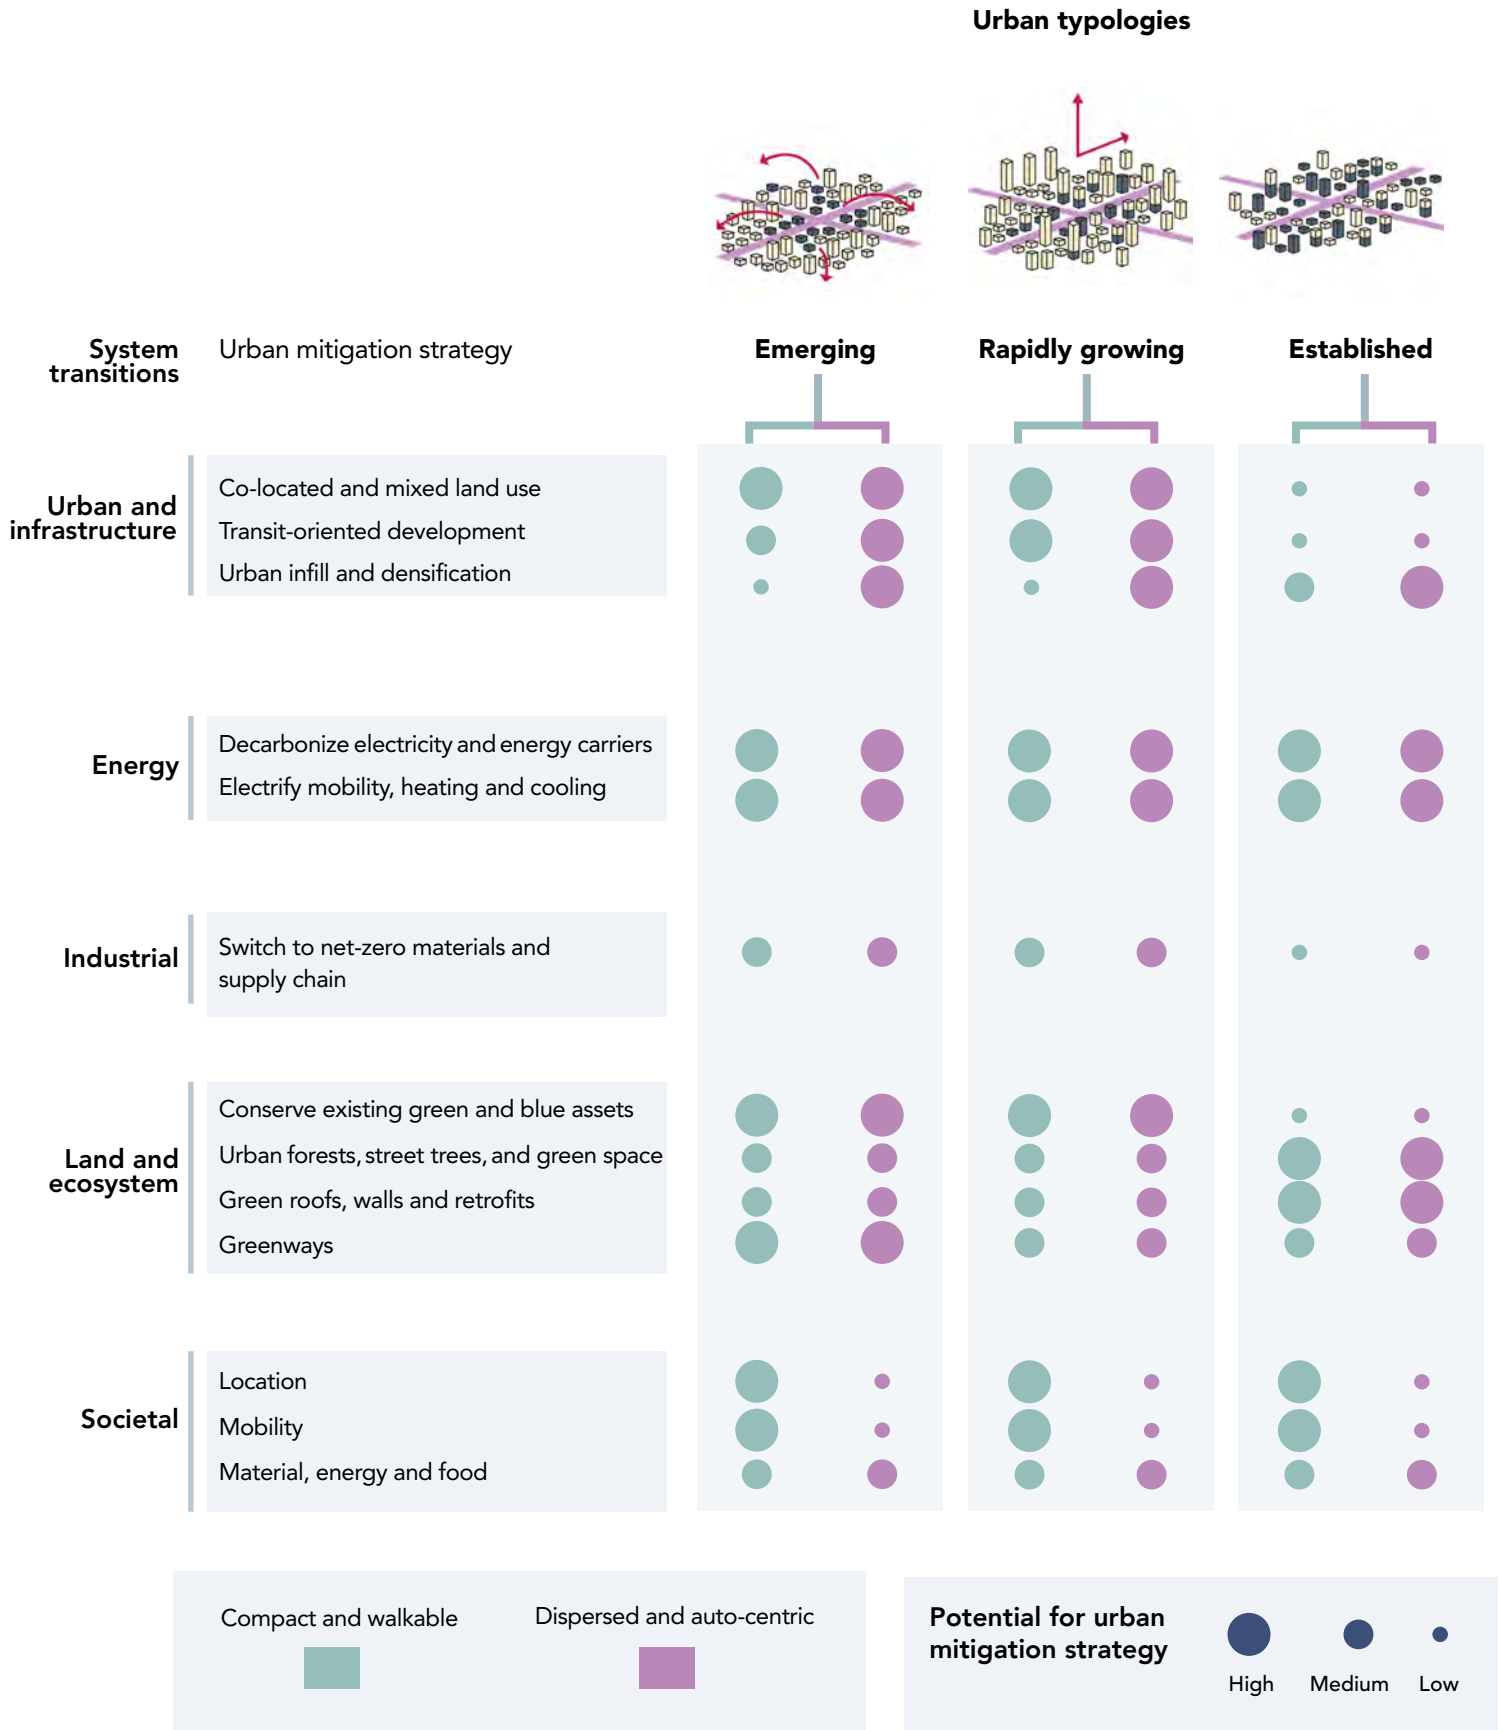 Urban typologies
System
transitions
Urban mitigation strategy
Emerging
Rapidly growing
Established
Urban and
infrastructure
Co-located and mixed land use
Transit-oriented development
Urban infill and densification
Energy
Decarbonize electricity and energy carriers
Electrify mobility, heating and cooling
Industrial
Switch to net-zero materials and
supply chain
Land and
ecosystem
Conserve existing green and blue assets
Urban forests, street trees, and green space
Green roofs, walls and retrofits
Greenways
Societal
Location
Mobility
Material, energy and food
Compact and walkable
Dispersed and auto-centric
Potential for urban
mitigation strategy
High
Medium
Low